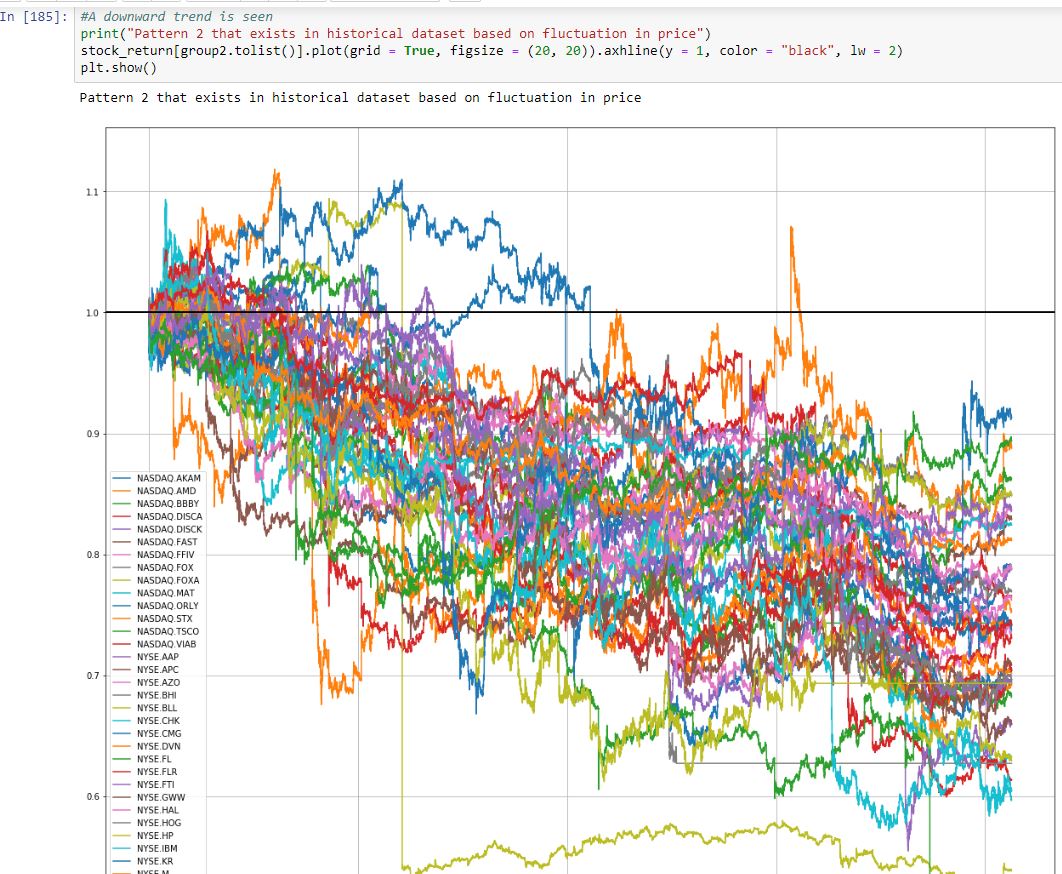 In [185]: #A downward trend is seen
print("Pattern 2 that exists in historical dataset based on fluctuation in price")
stock_return[group2.tolist()].plot(grid = True, figsize = (20, 20)).axhline(y = 1, color = "black", lw = 2)
plt.show()
Pattern 2 that exists in historical dataset based on fluctuation in price
1.1
1.0
0.9
0.8
0.7
0.6
NASDAQ.AKAM
NASDAQ.AMD
NASDAQ.BBBY
NASDAQ.DISCA
NASDAQ.DISCK
NASDAQ.FAST
NASDAQ.FFIV
NASDAQ.FOX
NASDAQ.FOXA
NASDAQ.MAT
NASDAQ.ORLY
NASDAQ.STX
NASDAQ.TSCO
NASDAQ.VIAB
NYSE.AAP
NYSE.APC
NYSE.AZO
NYSE.BHI
NYSE.BLL
NYSE.CHK
NYSE.CMG
NYSE.DVN
NYSE.FL
NYSE.FLR
NYSE.FTI
NYSE.GWW
NYSE.HAL
NYSE.HOG
NYSE.HP
NYSE.IBM
NYSE.KR